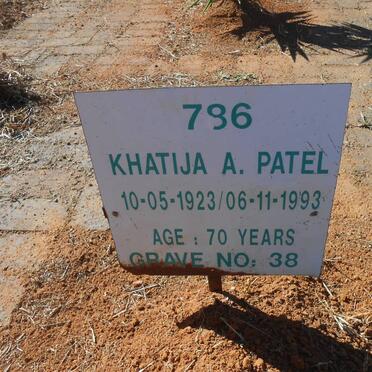 786
KHATIJA A. PATEL
10-05-1923/06-11-1993
AGE : 70 YEARS
GRAVE NO: 38